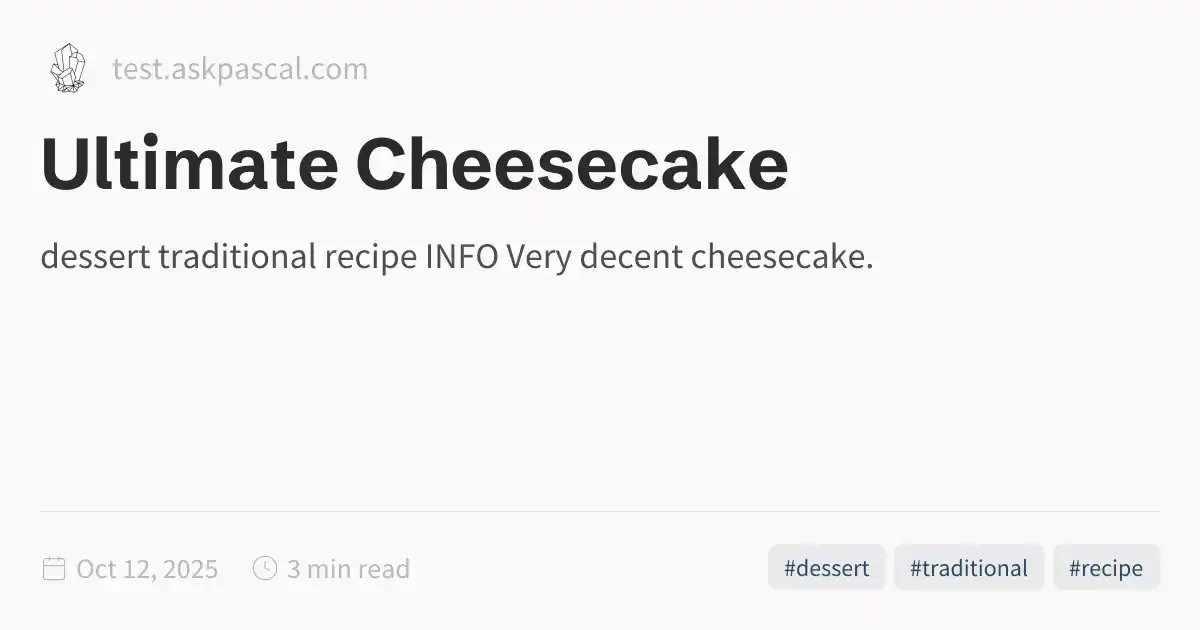 test.askpascal.com
Ultimate Cheesecake
dessert traditional recipe INFO Very decent cheesecake.
Oct 12, 2025 3 min read #dessert #traditional #recipe